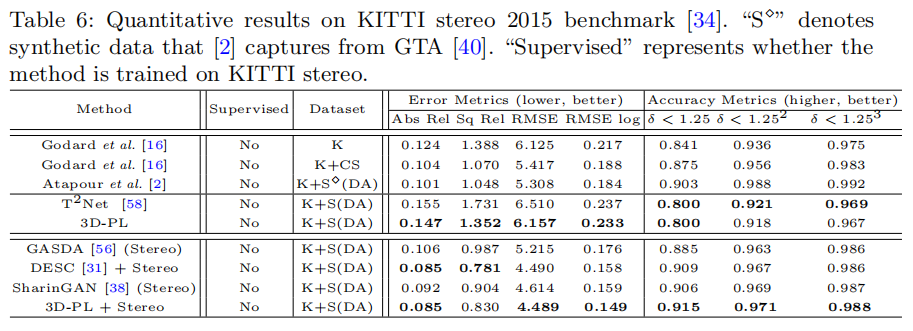 Table 6: Quantitative results on KITTI stereo 2015 benchmark [34]. “S^◇” denotes
synthetic data that [2] captures from GTA [40]. “Supervised” represents whether the
method is trained on KITTI stereo.
Method Supervised Dataset Error Metrics (lower, better) Accuracy Metrics (higher, better)
Abs Rel Sq Rel RMSE RMSE log δ < 1.25 δ < 1.25² δ < 1.25³
Godard et al. [16] No K 0.124 1.388 6.125 0.217 0.841 0.936 0.975
Godard et al. [16] No K+CS 0.104 1.070 5.417 0.188 0.875 0.956 0.983
Atapour et al. [2] No K+S^◇(DA) 0.101 1.048 5.308 0.184 0.903 0.988 0.992
T²Net [58] No K+S(DA) 0.155 1.731 6.510 0.237 0.800 0.921 0.969
3D-PL No K+S(DA) 0.147 1.352 6.157 0.233 0.800 0.918 0.967
GASDA [56] (Stereo) No K+S(DA) 0.106 0.987 5.215 0.176 0.885 0.963 0.986
DESC [31] + Stereo No K+S(DA) 0.085 0.781 4.490 0.158 0.909 0.967 0.986
SharinGAN [38] (Stereo) No K+S(DA) 0.092 0.904 4.614 0.159 0.906 0.969 0.987
3D-PL + Stereo No K+S(DA) 0.085 0.830 4.489 0.149 0.915 0.971 0.988